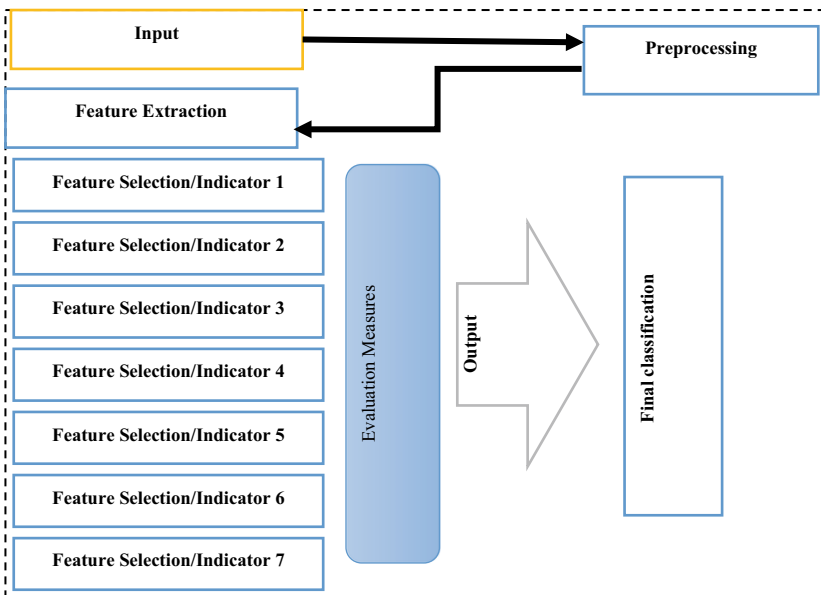 Input
Preprocessing
Feature Extraction
Feature Selection/Indicator 1
Feature Selection/Indicator 2
Feature Selection/Indicator 3
Feature Selection/Indicator 4
Feature Selection/Indicator 5
Feature Selection/Indicator 6
Feature Selection/Indicator 7
Evaluation Measures
Output
Final classification